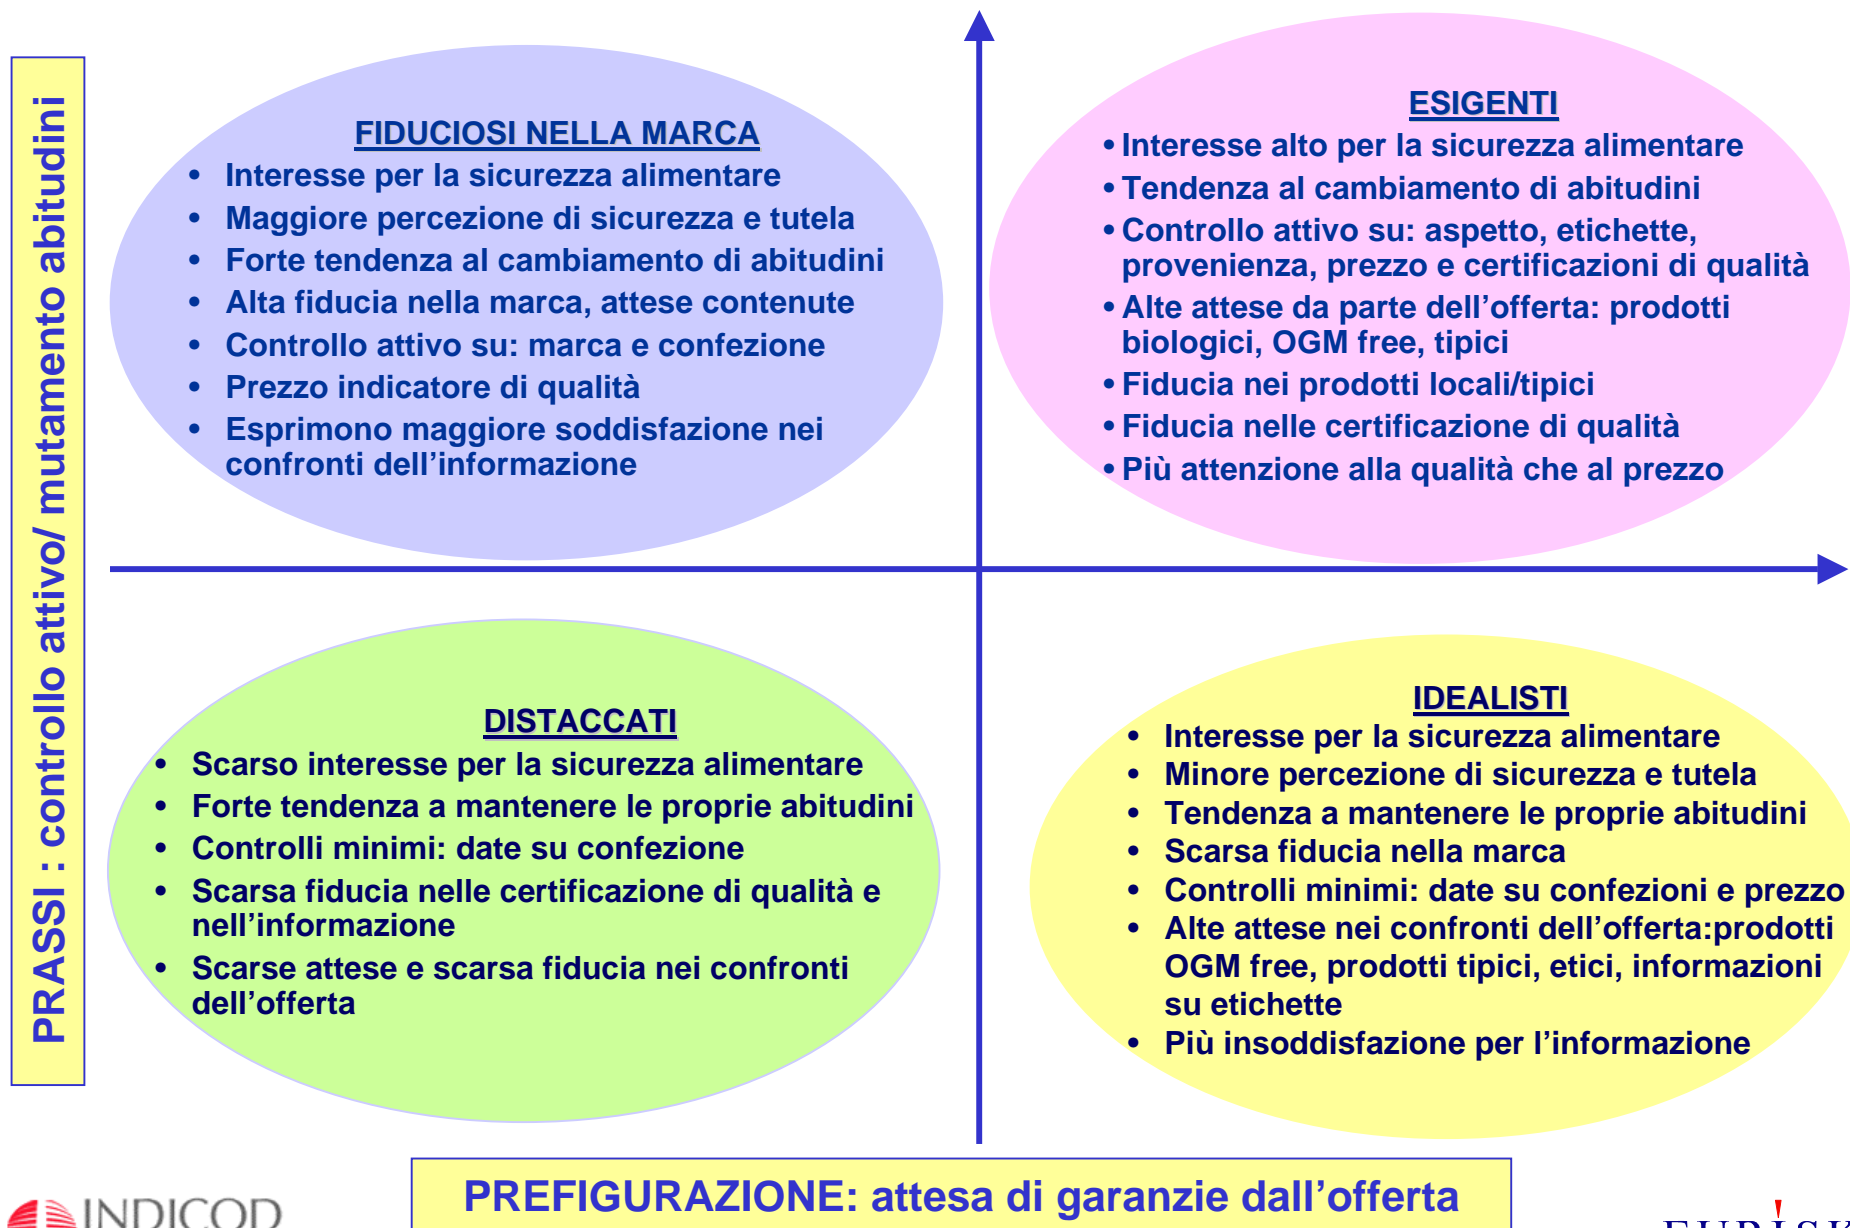 PRASSI : controllo attivo/ mutamento abitudini
FIDUCIOSI NELLA MARCA
• Interesse per la sicurezza alimentare
• Maggiore percezione di sicurezza e tutela
• Forte tendenza al cambiamento di abitudini
• Alta fiducia nella marca, attese contenute
• Controllo attivo su: marca e confezione
• Prezzo indicatore di qualità
• Esprimono maggiore soddisfazione nei
confronti dell’informazione
ESIGENTI
• Interesse alto per la sicurezza alimentare
• Tendenza al cambiamento di abitudini
• Controllo attivo su: aspetto, etichette,
provenienza, prezzo e certificazioni di qualità
• Alte attese da parte dell’offerta: prodotti
biologici, OGM free, tipici
• Fiducia nei prodotti locali/tipici
• Fiducia nelle certificazione di qualità
• Più attenzione alla qualità che al prezzo
DISTACCATI
• Scarso interesse per la sicurezza alimentare
• Forte tendenza a mantenere le proprie abitudini
• Controlli minimi: date su confezione
• Scarsa fiducia nelle certificazione di qualità e
nell’informazione
• Scarse attese e scarsa fiducia nei confronti
dell’offerta
IDEALISTI
• Interesse per la sicurezza alimentare
• Minore percezione di sicurezza e tutela
• Tendenza a mantenere le proprie abitudini
• Scarsa fiducia nella marca
• Controlli minimi: date su confezioni e prezzo
• Alte attese nei confronti dell’offerta:prodotti
OGM free, prodotti tipici, etici, informazioni
su etichette
• Più insoddisfazione per l’informazione
PREFIGURAZIONE: attesa di garanzie dall’offerta
INDICOD
EURISK